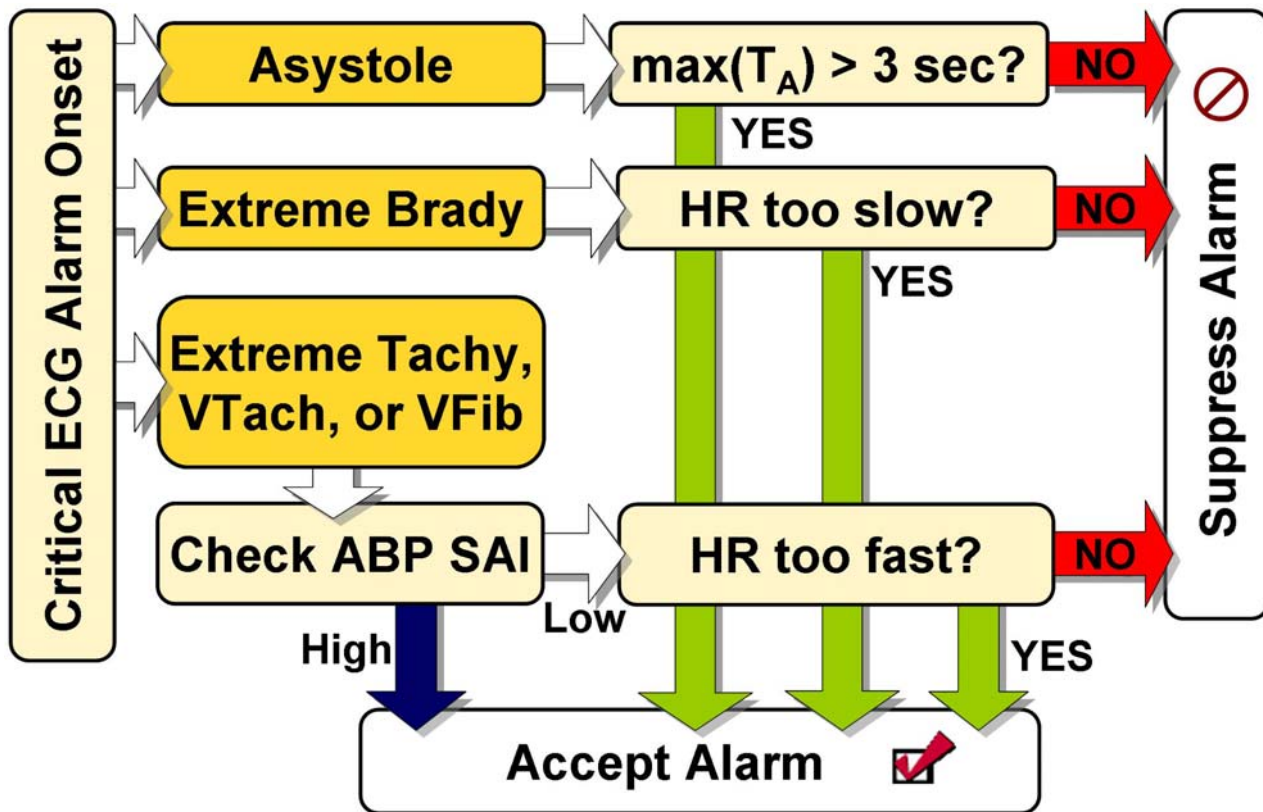 Critical ECG Alarm Onset
Asystole
max(T_A) > 3 sec?
NO
YES
Extreme Brady
HR too slow?
NO
YES
Extreme Tachy,
VTach, or VFib
Check ABP SAI
Low
HR too fast?
NO
High
YES
Accept Alarm
Suppress Alarm